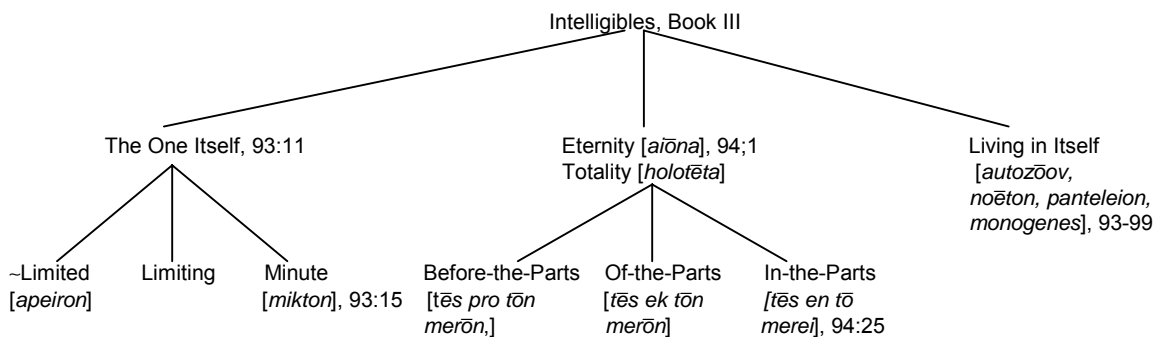 Intelligibles, Book III
The One Itself, 93:11
Eternity [aiōna], 94;1
Totality [holotēta]
Living in Itself
[autozōov,
noēton, panteleion,
monogenes], 93-99
~Limited
[apeiron]
Limiting
Minute
[mikton], 93:15
Before-the-Parts
[tēs pro tōn
merōn,]
Of-the-Parts
[tēs ek tōn
merōn]
In-the-Parts
[tēs en tō
merei], 94:25